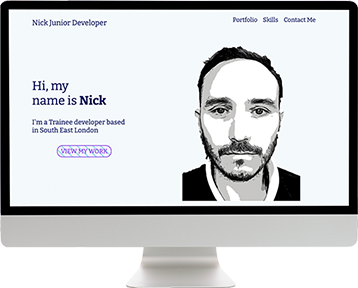 Nick Junior Developer
Portfolio Skills Contact Me
Hi, my
name is Nick
I'm a Trainee developer based
in South East London
VIEW MY WORK